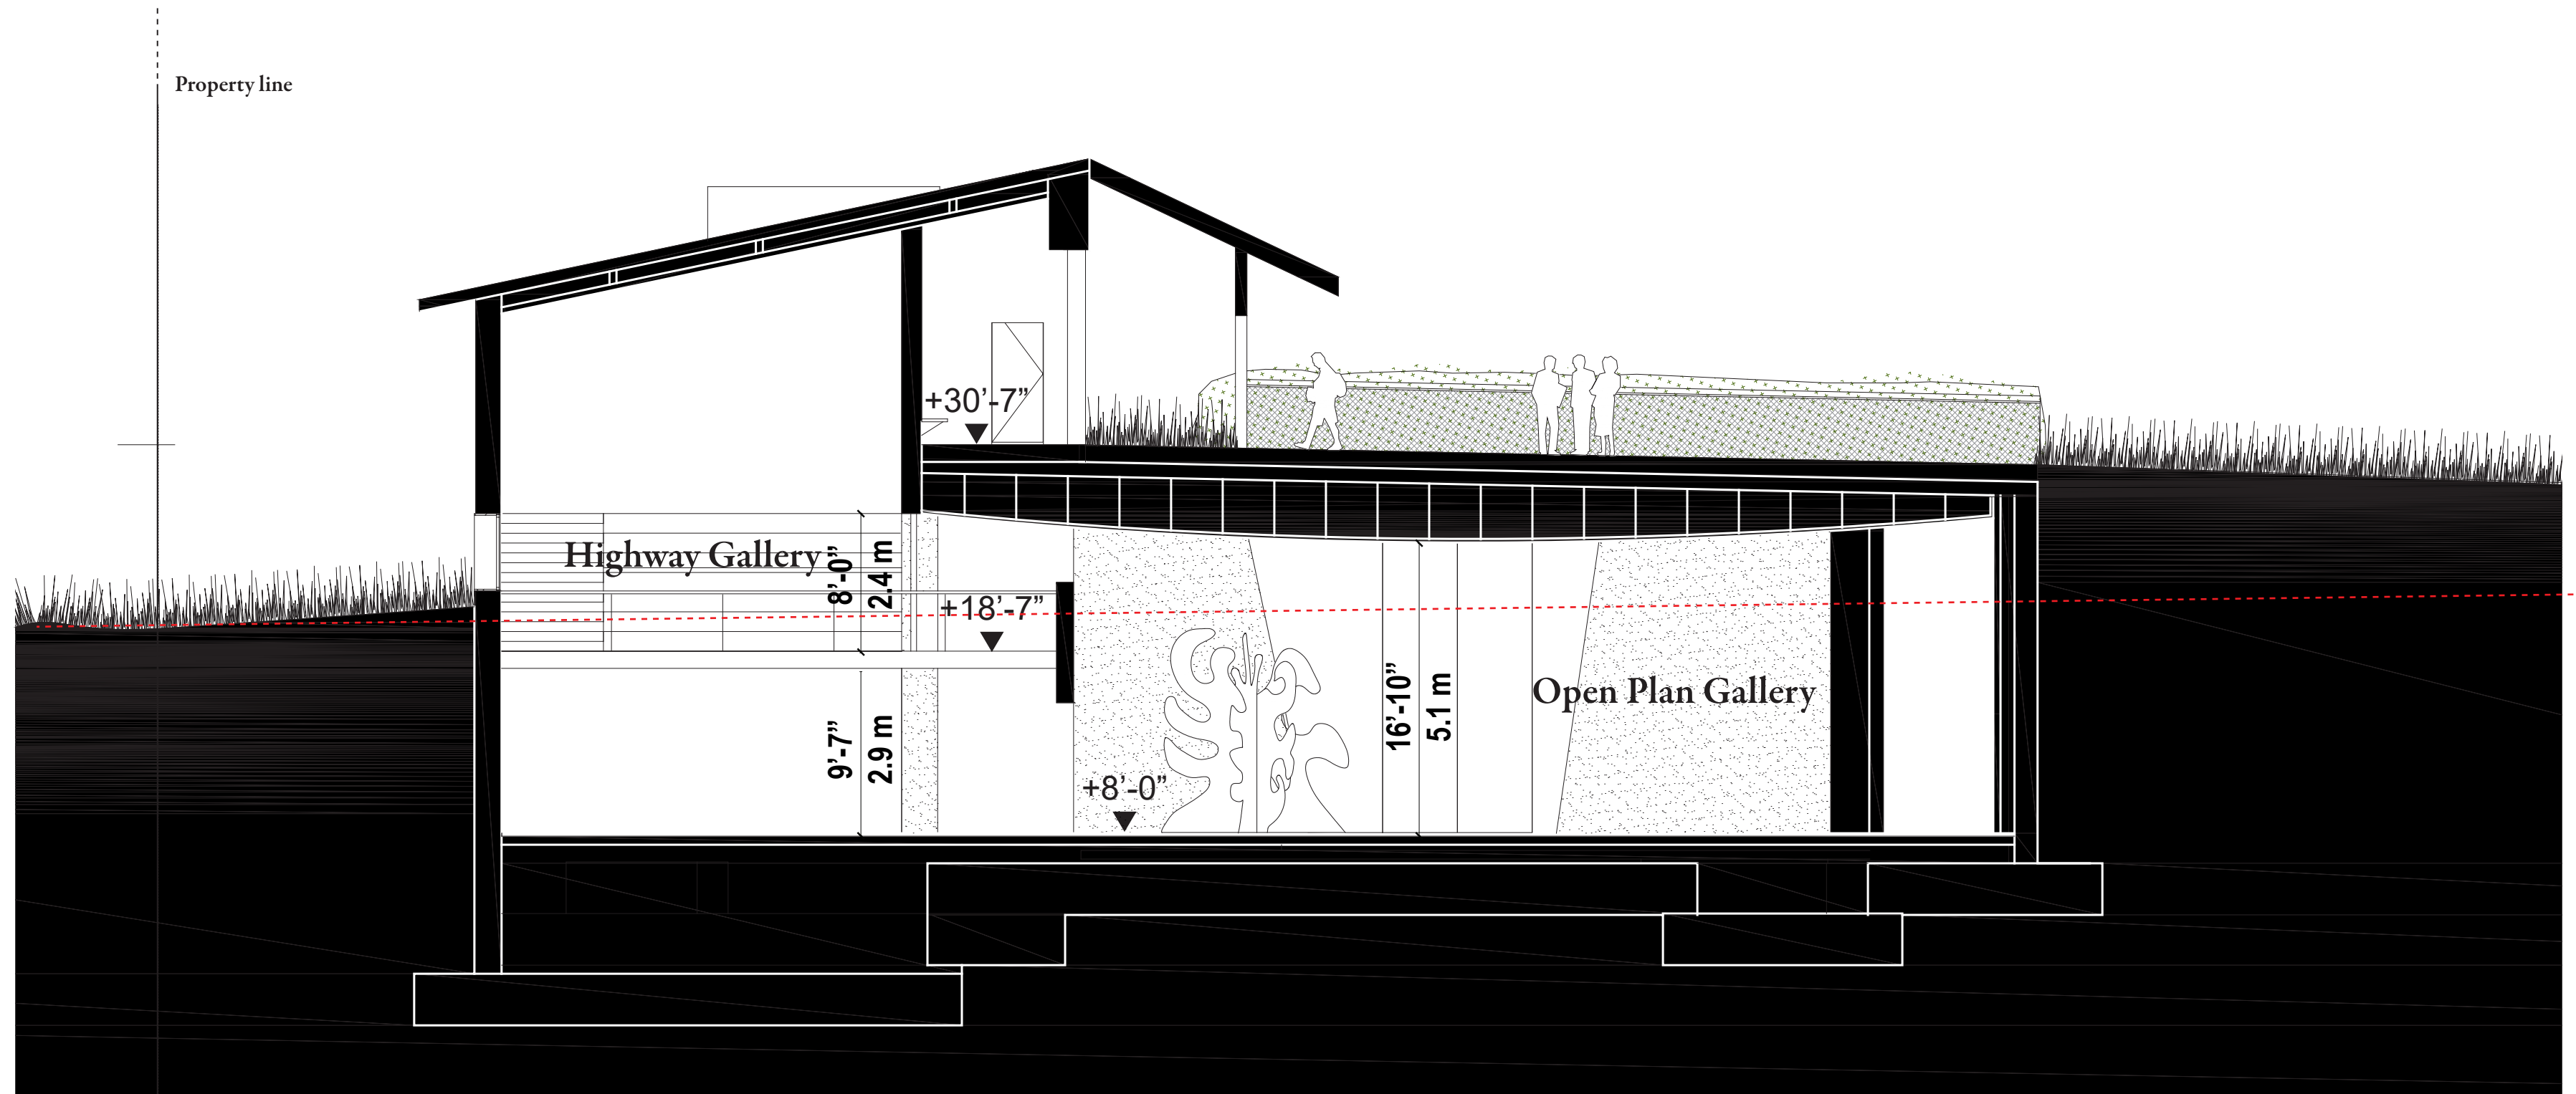 Property line
+30’-7”
Highway Gallery
8’-0”
2.4 m
+18’-7”
16’-10”
5.1 m
Open Plan Gallery
9’-7”
2.9 m
+8’-0”